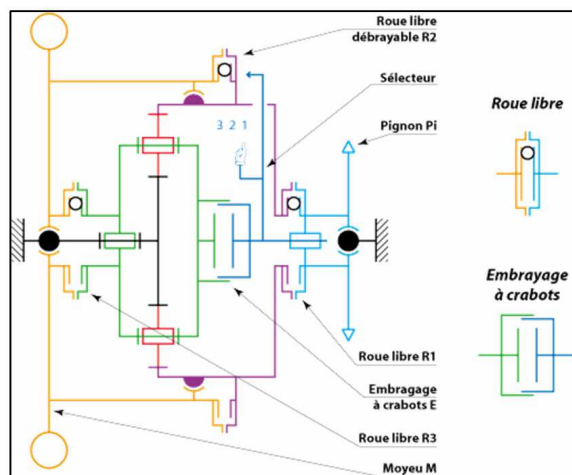 Roue libre
débrayable R2
Sélecteur
Pignon Pi
3 2 1
Roue libre R1
Embragage
à crabots E
Roue libre R3
Moyeu M
Roue libre
Embrayage
à crabots